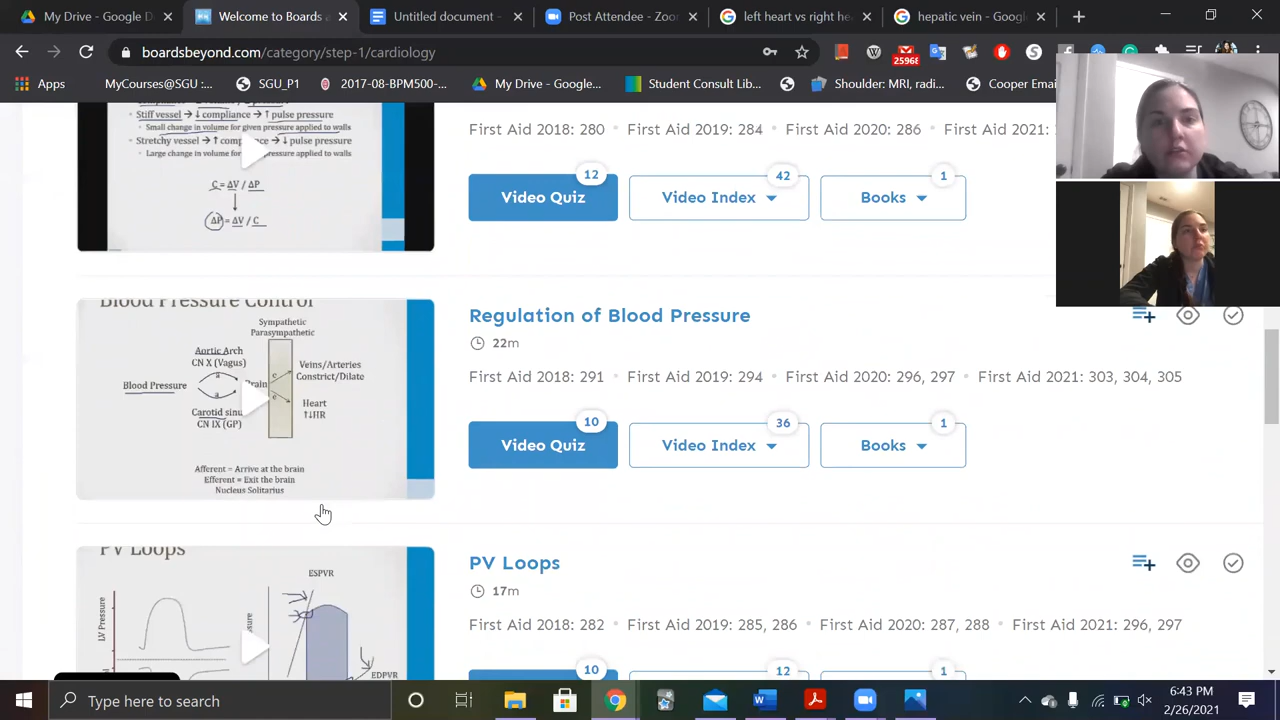 My Drive - Google D
Welcome to Boards a
Untitled document -
Post Attendee - Zoo
left heart vs right he
hepatic vein - Googl
boardsbeyond.com/category/step-1/cardiology
25968
Apps
MyCourses@SGU :...
SGU_P1
2017-08-BPM500-...
My Drive - Google...
Student Consult Lib...
Shoulder: MRI, radi...
Cooper Emai
Stiff vessel → ↓ compliance → ↑ pulse pressure
• Small change in volume for given pressure applied to walls
• Stretchy vessel → ↑ compliance → ↓ pulse pressure
C = ΔV / ΔP
ΔP = ΔV / C
First Aid 2018: 280 • First Aid 2019: 284 • First Aid 2020: 286 • First Aid 2021:
Video Quiz
12
Video Index
42
Books
1
Blood Pressure Control
Sympathetic
Parasympathetic
Aortic Arch
CN X (Vagus)
Veins/Arteries
Constrict/Dilate
Blood Pressure
a
a
e
e
Heart
↑↓HR
CN IX (GP)
Afferent = Arrive at the brain
Efferent = Exit the brain
Nucleus Solitarius
Regulation of Blood Pressure
22m
First Aid 2018: 291 • First Aid 2019: 294 • First Aid 2020: 296, 297 • First Aid 2021: 303, 304, 305
Video Quiz
10
Video Index
36
Books
1
PV Loops
LV Pressure
ESPVR
EDPVR
PV Loops
17m
First Aid 2018: 282 • First Aid 2019: 285, 286 • First Aid 2020: 287, 288 • First Aid 2021: 296, 297
10
12
1
Type here to search
6:43 PM
2/26/2021